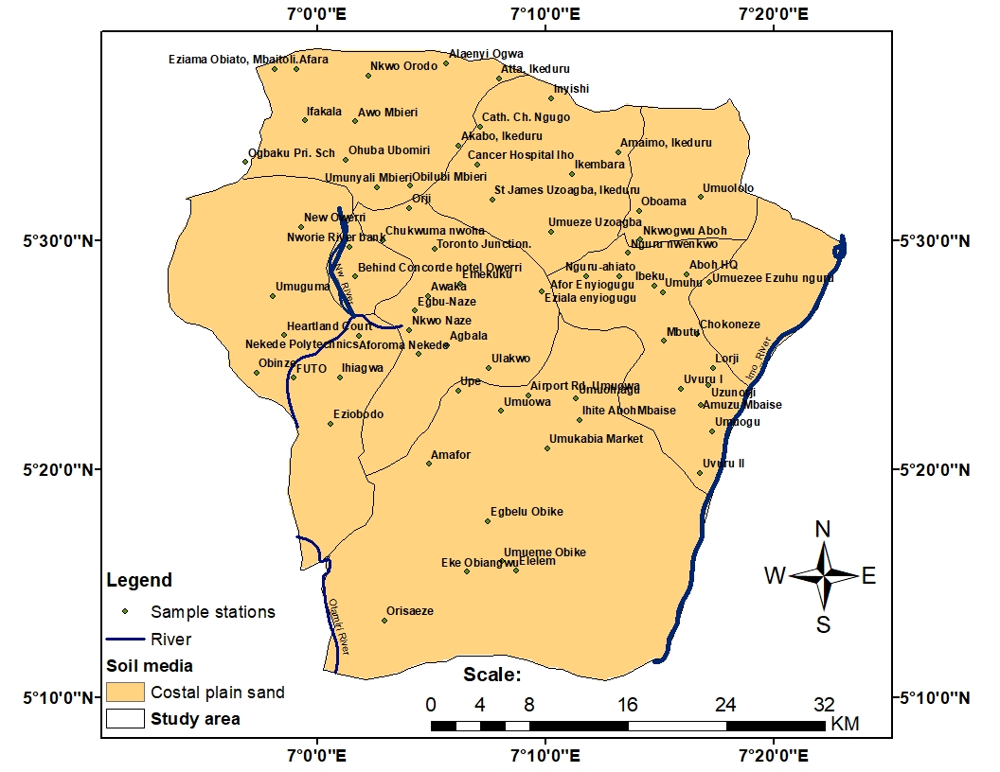 7°0'0"E 7°10'0"E 7°20'0"E
Alaenyi Ogwa
Eziama Obiato, Mbaitoli. Afara
Nkwo Orodo
Atta, Ikeduru
Inyishi
Ifakala
Awo Mbieri
Cath. Ch. Ngugo
Akabo, Ikeduru
Amaimo, Ikeduru
Ogbaku Pri. Sch
Ohuba Ubomiri
Cancer Hospital Iho
Ikembara
Umunyali Mbieri
Obilubi Mbieri
St James Uzoagba, Ikeduru
Umuololo
Orji
Oboama
New Owerri
Umueze Uzoagba
Chukwuma nwoha
Nkwogwu Aboh
5°30'0"N 5°30'0"N
Nworie River bank
Toronto Junction.
Nguru nwenkwo
Behind Concorde hotel Owerri
Nguru-ahiato
Aboh HQ
Emekuku
Ibeku
Umuezee Ezuhu nguru
Nw River
Umuguma
Awaka
Afor Enyiogugu
Umuhu
Egbu-Naze
Eziala enyiogugu
Nkwo Naze
Heartland Court
Chokoneze
Mbutu
Agbala
Nekede Polytechnics
Aforoma Nekede
Imo River
Ulakwo
Lorji
Obinze
FUTO
Ihiagwa
Upe
Airport Rd, Umuowa
Umuohiagu
Uvuru I
Uzunorji
Umuowa
Amuzu Mbaise
Eziobodo
Ihite Aboh Mbaise
Umuogu
Umukabia Market
Amafor
Uvuru II
5°20'0"N 5°20'0"N
Egbelu Obike
Umueme Obike
Eke Obiangwu
Elelem
Orisaeze
Otamiri River
N
W E
S
Legend
Sample stations
River
Soil media
Costal plain sand
Study area
Scale:
0 4 8 16 24 32
KM
5°10'0"N 5°10'0"N
7°0'0"E 7°10'0"E 7°20'0"E